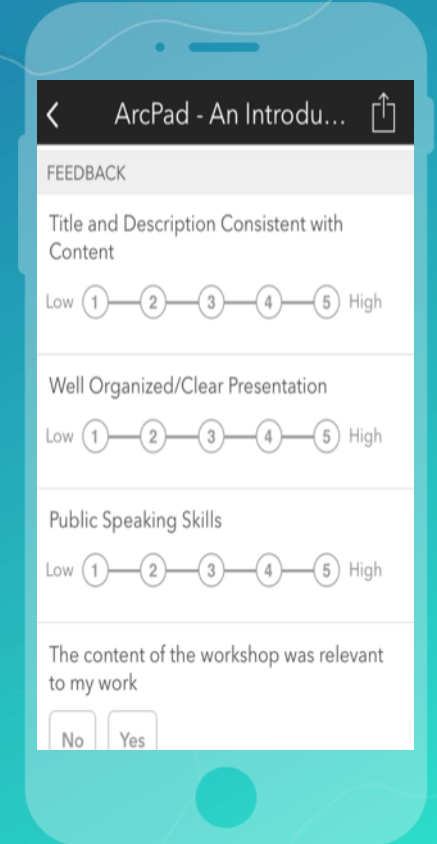 ArcPad - An Introdu...
FEEDBACK
Title and Description Consistent with
Content
Low 1 2 3 4 5 High
Well Organized/Clear Presentation
Low 1 2 3 4 5 High
Public Speaking Skills
Low 1 2 3 4 5 High
The content of the workshop was relevant
to my work
No Yes